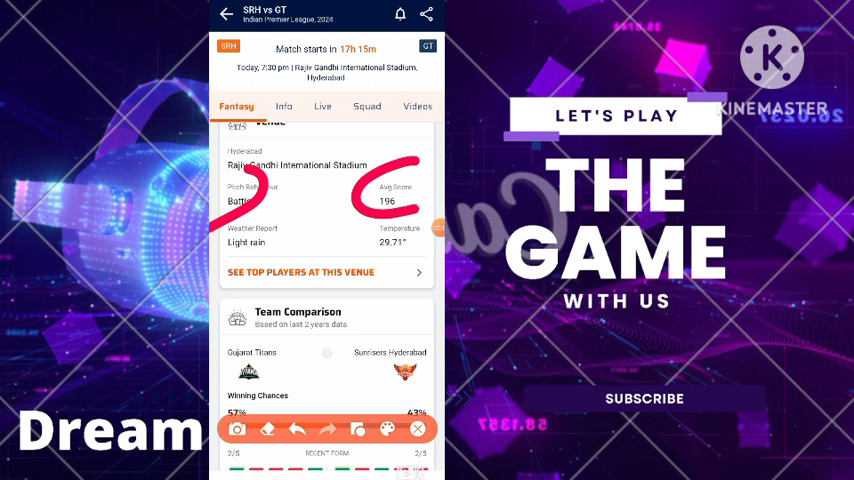 SRH vs GT
Indian Premier League, 2024
SRH
Match starts in 17h 15m
GT
Today, 7:30 pm | Rajiv Gandhi International Stadium,
Hyderabad
Fantasy Info Live Squad Videos
Venue
Hyderabad
Rajiv Gandhi International Stadium
Pitch Behaviour
Avg Score
196
Weather Report
Temperature
Light rain
29.71°
SEE TOP PLAYERS AT THIS VENUE
Team Comparison
Based on last 2 years data
Gujarat Titans
Sunrisers Hyderabad
Winning Chances
57%
43%
2/5
RECENT FORM
2/5
Dream
LET'S PLAY
THE
GAME
WITH US
SUBSCRIBE
K
KINEMASTER